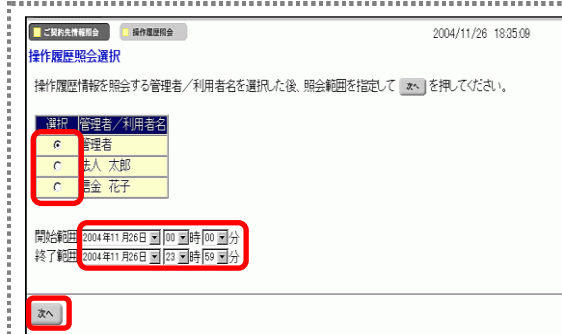 ご契約先情報照会 操作履歴照会 2004/11/26 18:35:09
操作履歴照会選択
操作履歴情報を照会する管理者／利用者名を選択した後、照会範囲を指定して 次へ を押してください。
選択 管理者／利用者名
管理者
法人 太郎
信金 花子
開始範囲 2004年11月26日 00 時 00 分
終了範囲 2004年11月26日 23 時 59 分
次へ